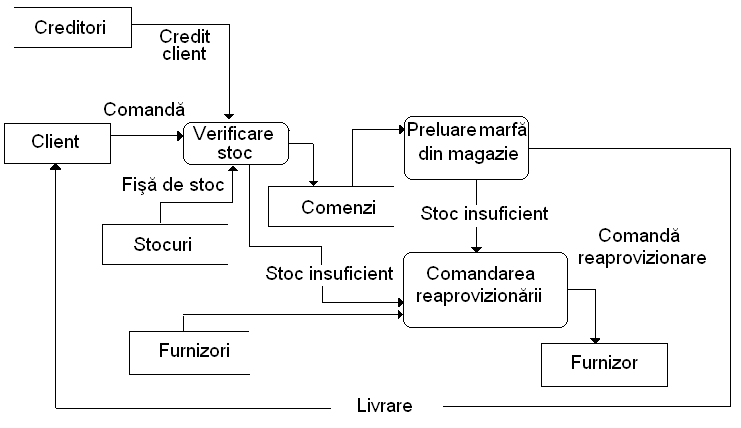 Creditori
Credit
client
Comandă
Client
Verificare
stoc
Preluare marfă
din magazie
Fişă de stoc
Comenzi
Stoc insuficient
Stocuri
Comandă
reaprovizionare
Stoc insuficient
Comandarea
reaprovizionării
Furnizori
Furnizor
Livrare